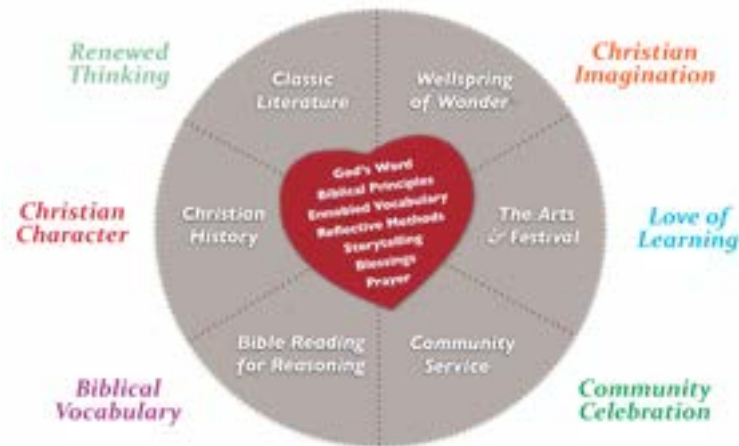 Renewed
Thinking
Classic
Literature
Wellspring
of Wonder
Christian
Imagination
Christian
Character
Christian
History
God's Word
Biblical Principles
Ennobled Vocabulary
Reflective Methods
Storytelling
Blessings
Prayer
The Arts
& Festival
Love of
Learning
Biblical
Vocabulary
Bible Reading
for Reasoning
Community
Service
Community
Celebration